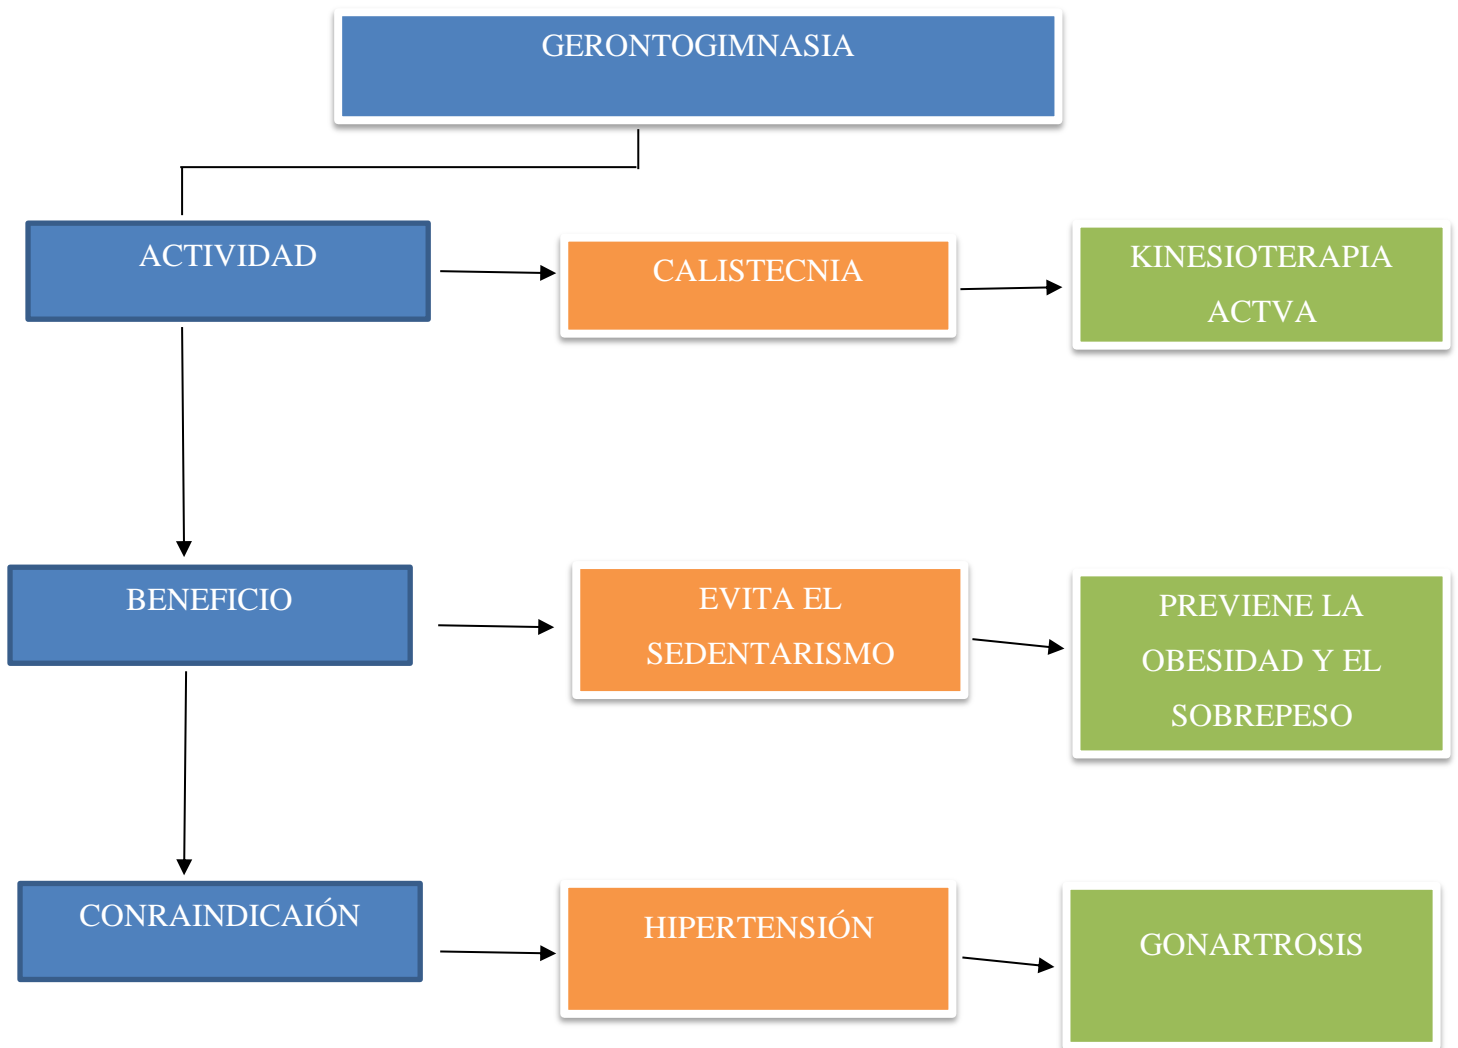 GERONTOGIMNASIA
ACTIVIDAD
CALISTECNIA
KINESIOTERAPIA
ACTVA
BENEFICIO
EVITA EL
SEDENTARISMO
PREVIENE LA
OBESIDAD Y EL
SOBREPESO
CONRAINDICAIÓN
HIPERTENSIÓN
GONARTROSIS